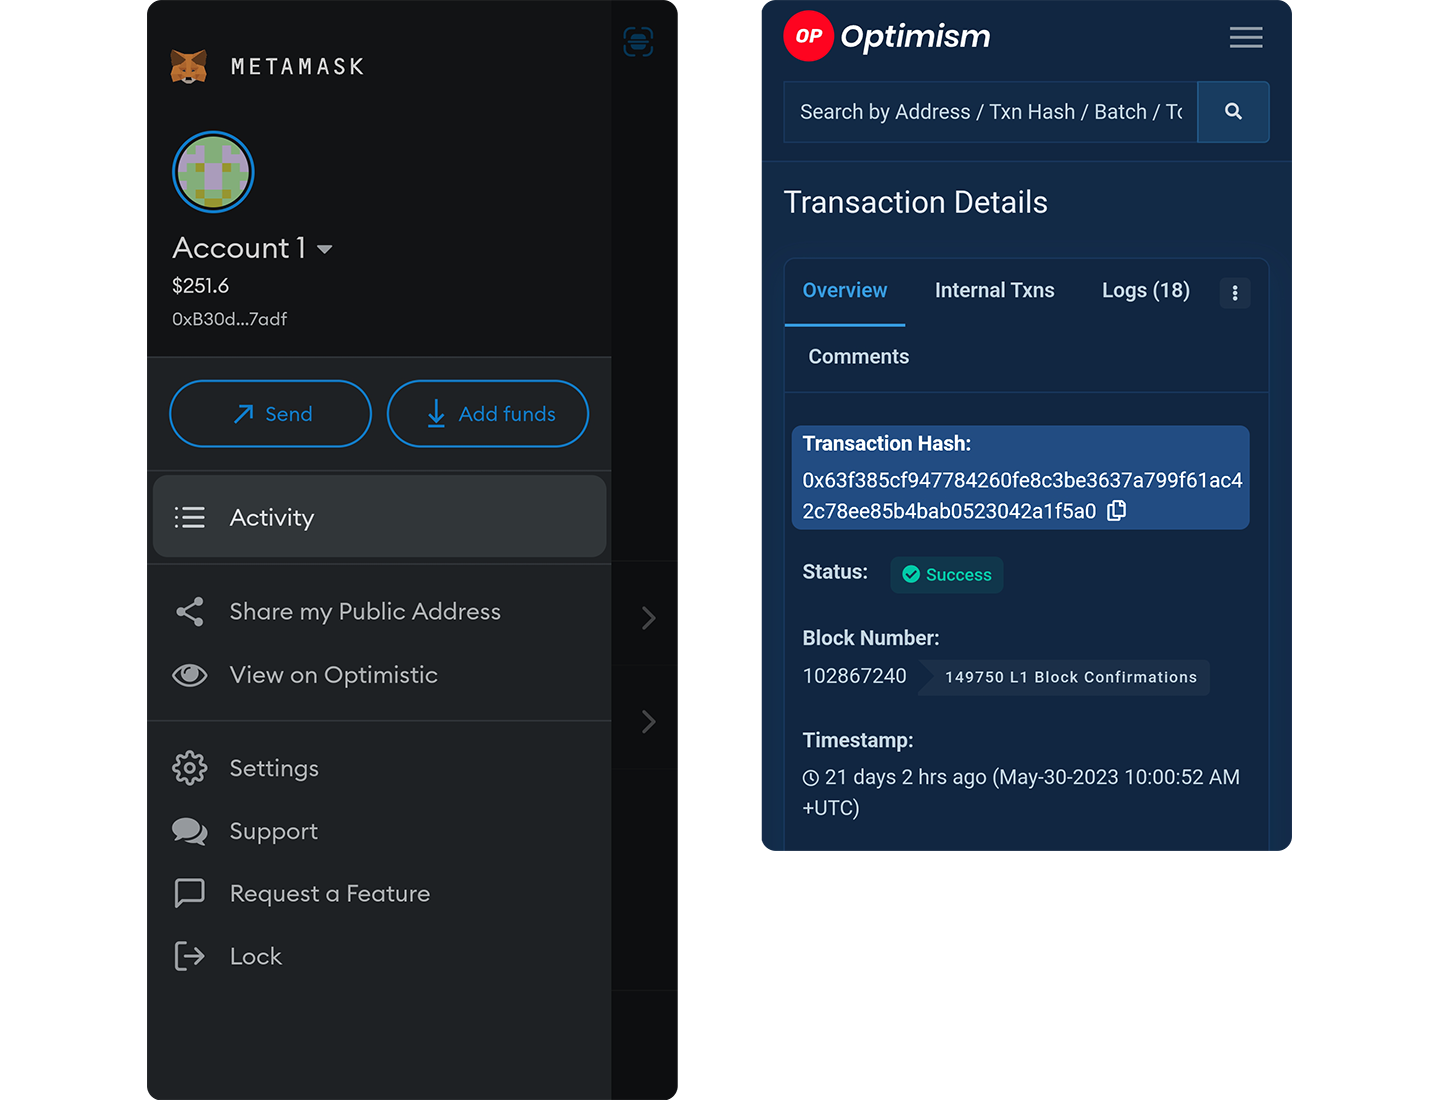 METAMASK
Account 1
$251.6
0xB30d...7adf
Send
Add funds
Activity
Share my Public Address
View on Optimistic
Settings
Support
Request a Feature
Lock
OP Optimism
Search by Address / Txn Hash / Batch / To
Transaction Details
Overview
Internal Txns
Logs (18)
Comments
Transaction Hash:
0x63f385cf947784260fe8c3be3637a799f61ac4
2c78ee85b4bab0523042a1f5a0
Status:
Success
Block Number:
102867240
149750 L1 Block Confirmations
Timestamp:
21 days 2 hrs ago (May-30-2023 10:00:52 AM
+UTC)